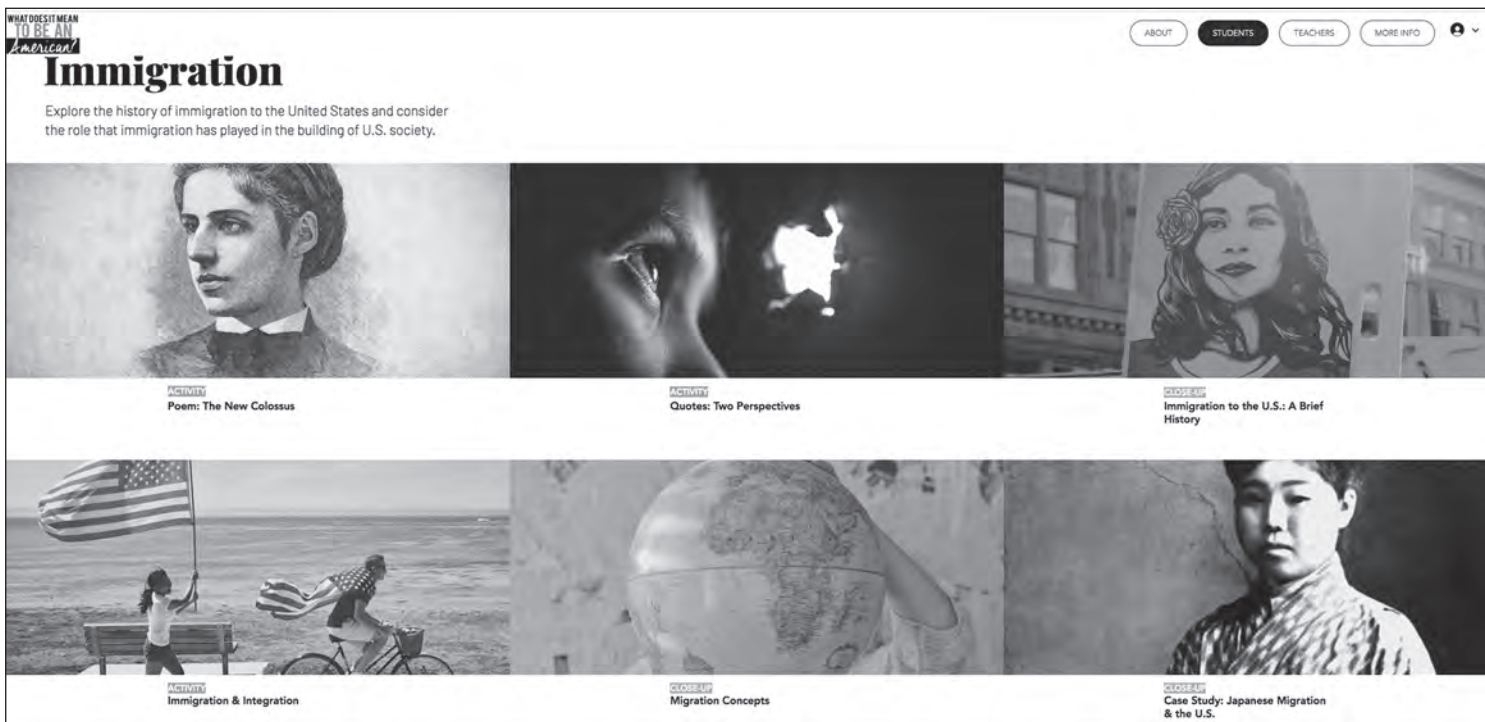 WHAT DOES IT MEAN
TO BE AN
American?
ABOUT
STUDENTS
TEACHERS
MORE INFO
Immigration
Explore the history of immigration to the United States and consider
the role that immigration has played in the building of U.S. society.
ACTIVITY
Poem: The New Colossus
ACTIVITY
Quotes: Two Perspectives
CLOSE-UP
Immigration to the U.S.: A Brief
History
ACTIVITY
Immigration & Integration
CLOSE-UP
Migration Concepts
CLOSE-UP
Case Study: Japanese Migration
& the U.S.